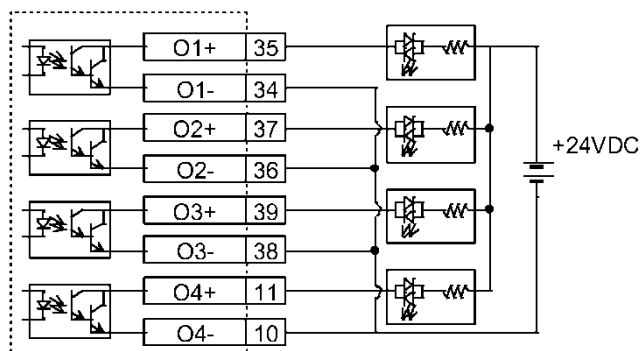 O1+ 35
O1- 34
O2+ 37
O2- 36
+24VDC
O3+ 39
O3- 38
O4+ 11
O4- 10